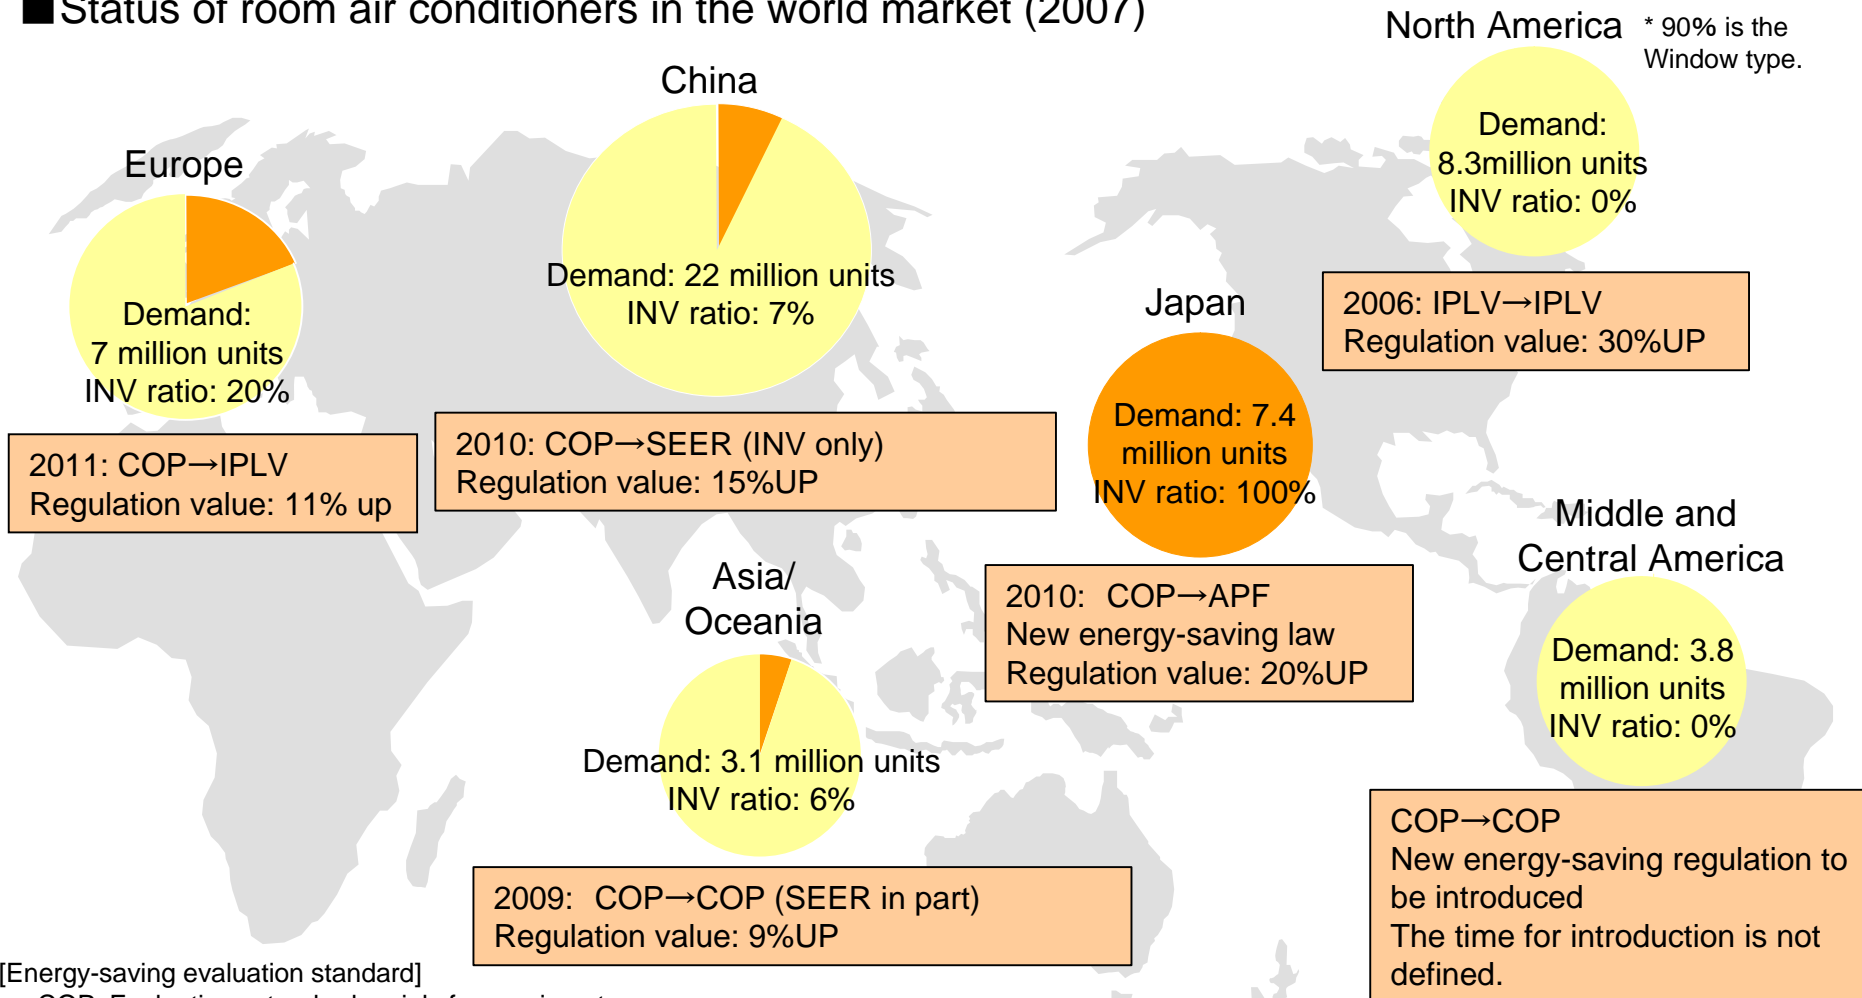 ■Status of room air conditioners in the world market (2007)
North America
* 90% is the
Window type.
Demand:
8.3million units
INV ratio: 0%
2006: IPLV→IPLV
Regulation value: 30%UP
China
Demand: 22 million units
INV ratio: 7%
2010: COP→SEER (INV only)
Regulation value: 15%UP
Europe
Demand:
7 million units
INV ratio: 20%
2011: COP→IPLV
Regulation value: 11% up
Japan
Demand: 7.4
million units
INV ratio: 100%
2010: COP→APF
New energy-saving law
Regulation value: 20%UP
Asia/
Oceania
Demand: 3.1 million units
INV ratio: 6%
2009: COP→COP (SEER in part)
Regulation value: 9%UP
Middle and
Central America
Demand: 3.8
million units
INV ratio: 0%
COP→COP
New energy-saving regulation to
be introduced
The time for introduction is not
defined.
[Energy-saving evaluation standard]